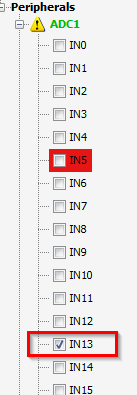 Peripherals
ADC1
IN0
IN1
IN2
IN3
IN4
IN5
IN6
IN7
IN8
IN9
IN10
IN11
IN12
IN13
IN14
IN15